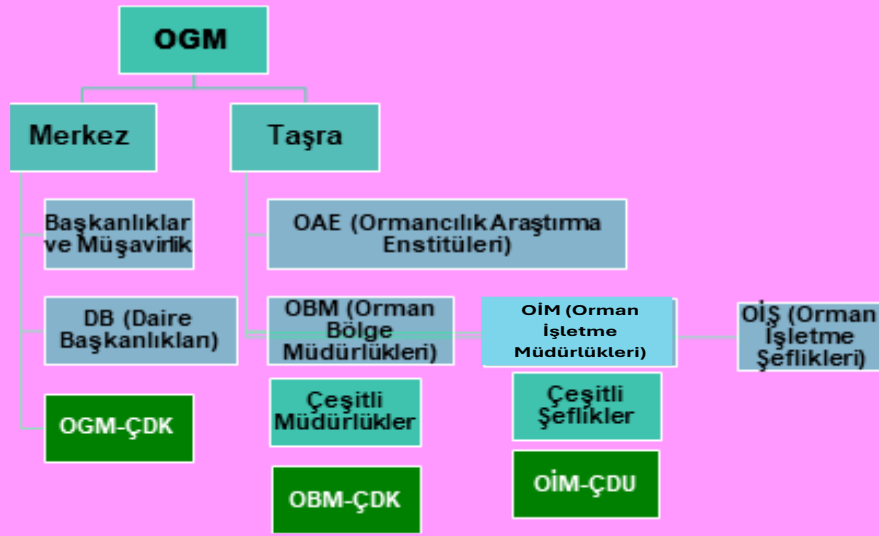 OGM
Merkez
Taşra
Başkanlıklar
ve Müşavirlik
OAE (Ormancılık Araştırma
Enstitüleri)
DB (Daire
Başkanlıkları)
OBM (Orman
Bölge
Müdürlükleri)
OİM (Orman
İşletme
Müdürlükleri)
OİŞ (Orman
İşletme
Şeflikleri)
OGM-ÇDK
Çeşitli
Müdürlükler
Çeşitli
Şeflikler
OBM-ÇDK
OİM-ÇDU